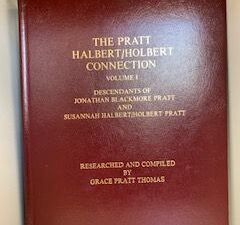 THE PRATT
HALBERT/HOLBERT
CONNECTION
VOLUME I
DESCENDANTS OF
JONATHAN BLACKMORE PRATT
AND
SUSANNAH HALBERT/HOLBERT PRATT
RESEARCHED AND COMPILED
BY
GRACE PRATT THOMAS